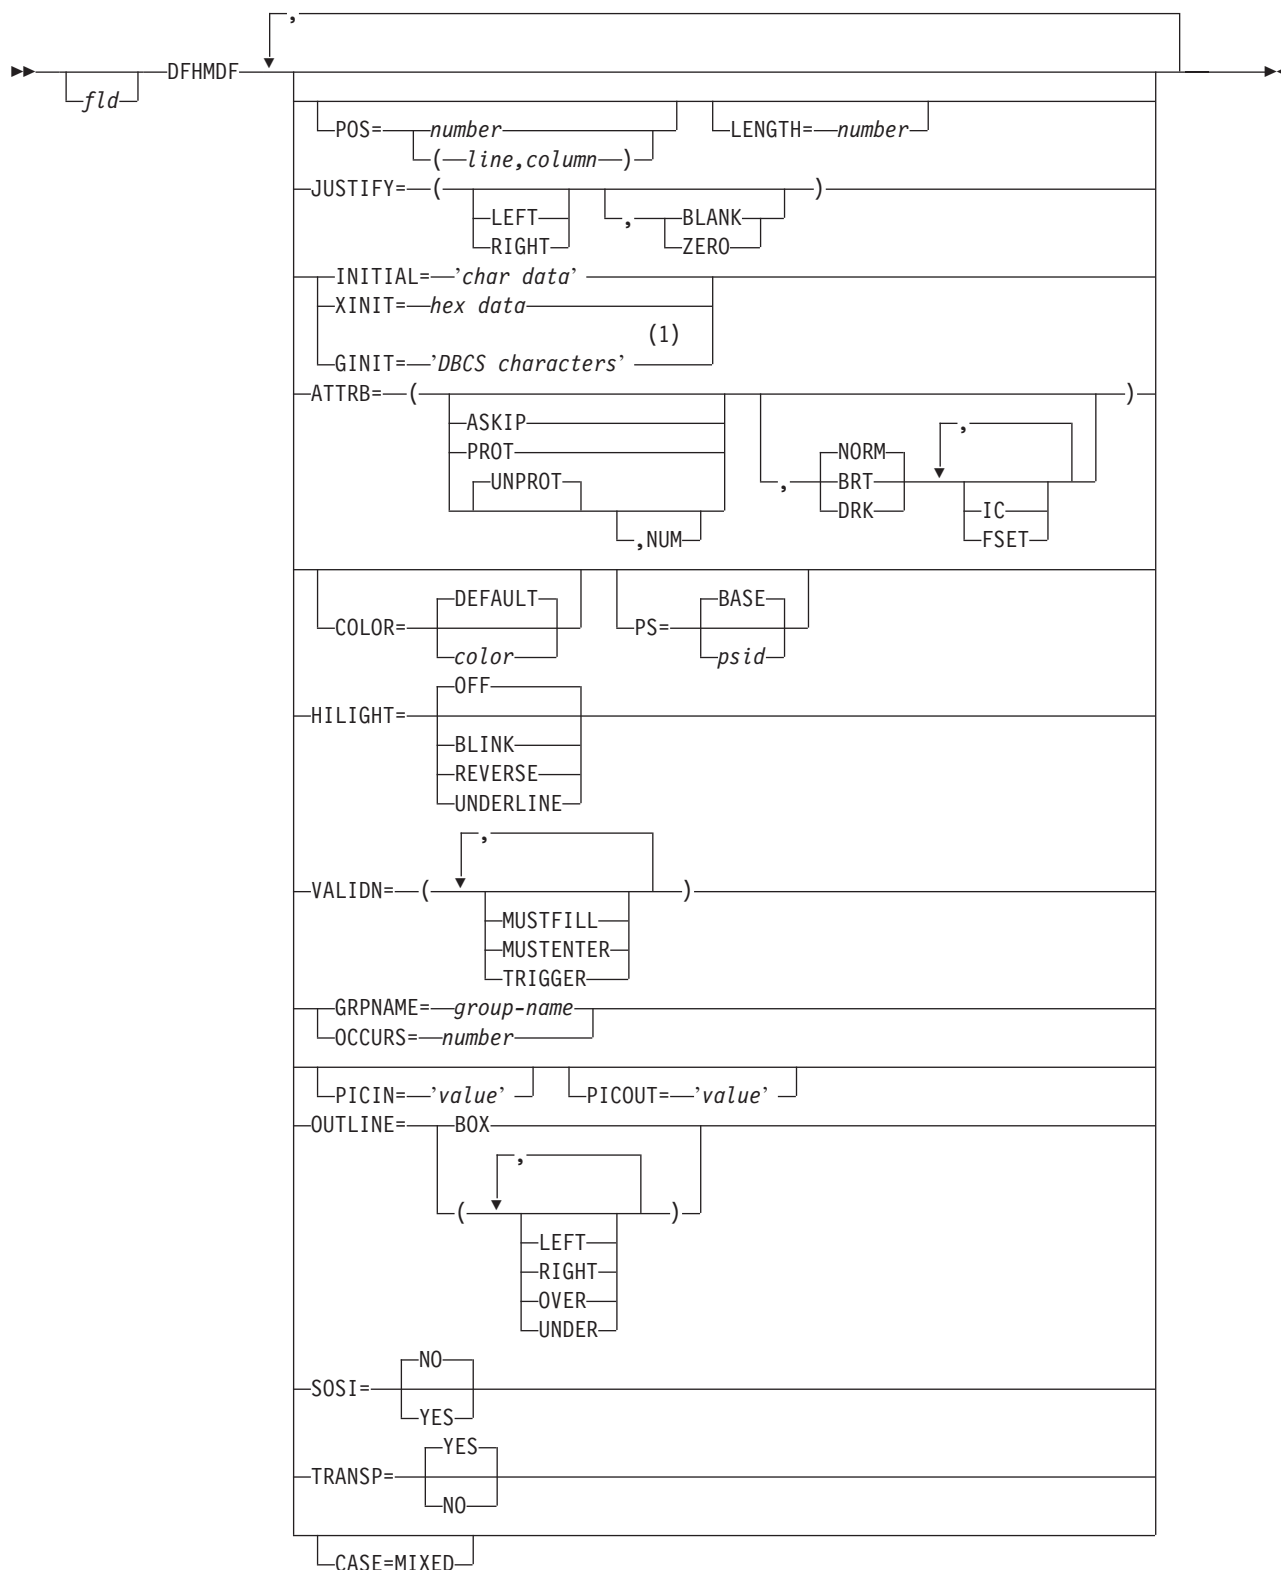 ,
DFHMDF
fld
POS= number LENGTH= number
( line,column )
JUSTIFY= ( )
LEFT , BLANK
RIGHT ZERO
INITIAL= 'char data'
XINIT= hex data
(1)
GINIT= 'DBCS characters'
ATTRB= ( )
ASKIP ,
PROT NORM
UNPROT , BRT
DRK IC
,NUM FSET
DEFAULT BASE
COLOR= PS=
color psid
OFF
HILIGHT=
BLINK
REVERSE
UNDERLINE
,
VALIDN= ( )
MUSTFILL
MUSTENTER
TRIGGER
GRPNAME= group-name
OCCURS= number
PICIN= 'value' PICOUT= 'value'
OUTLINE= BOX
,
( )
LEFT
RIGHT
OVER
UNDER
NO
SOSI=
YES
YES
TRANSP=
NO
CASE=MIXED